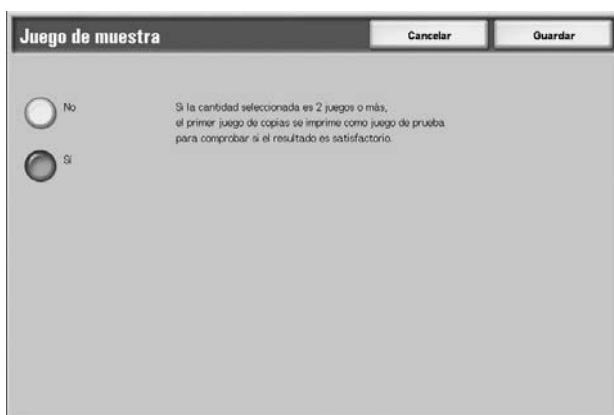 Juego de muestra
Cancelar
Guardar
No
Si la cantidad seleccionada es 2 juegos o más,
el primer juego de copias se imprime como juego de prueba
para comprobar si el resultado es satisfactorio.
Sí